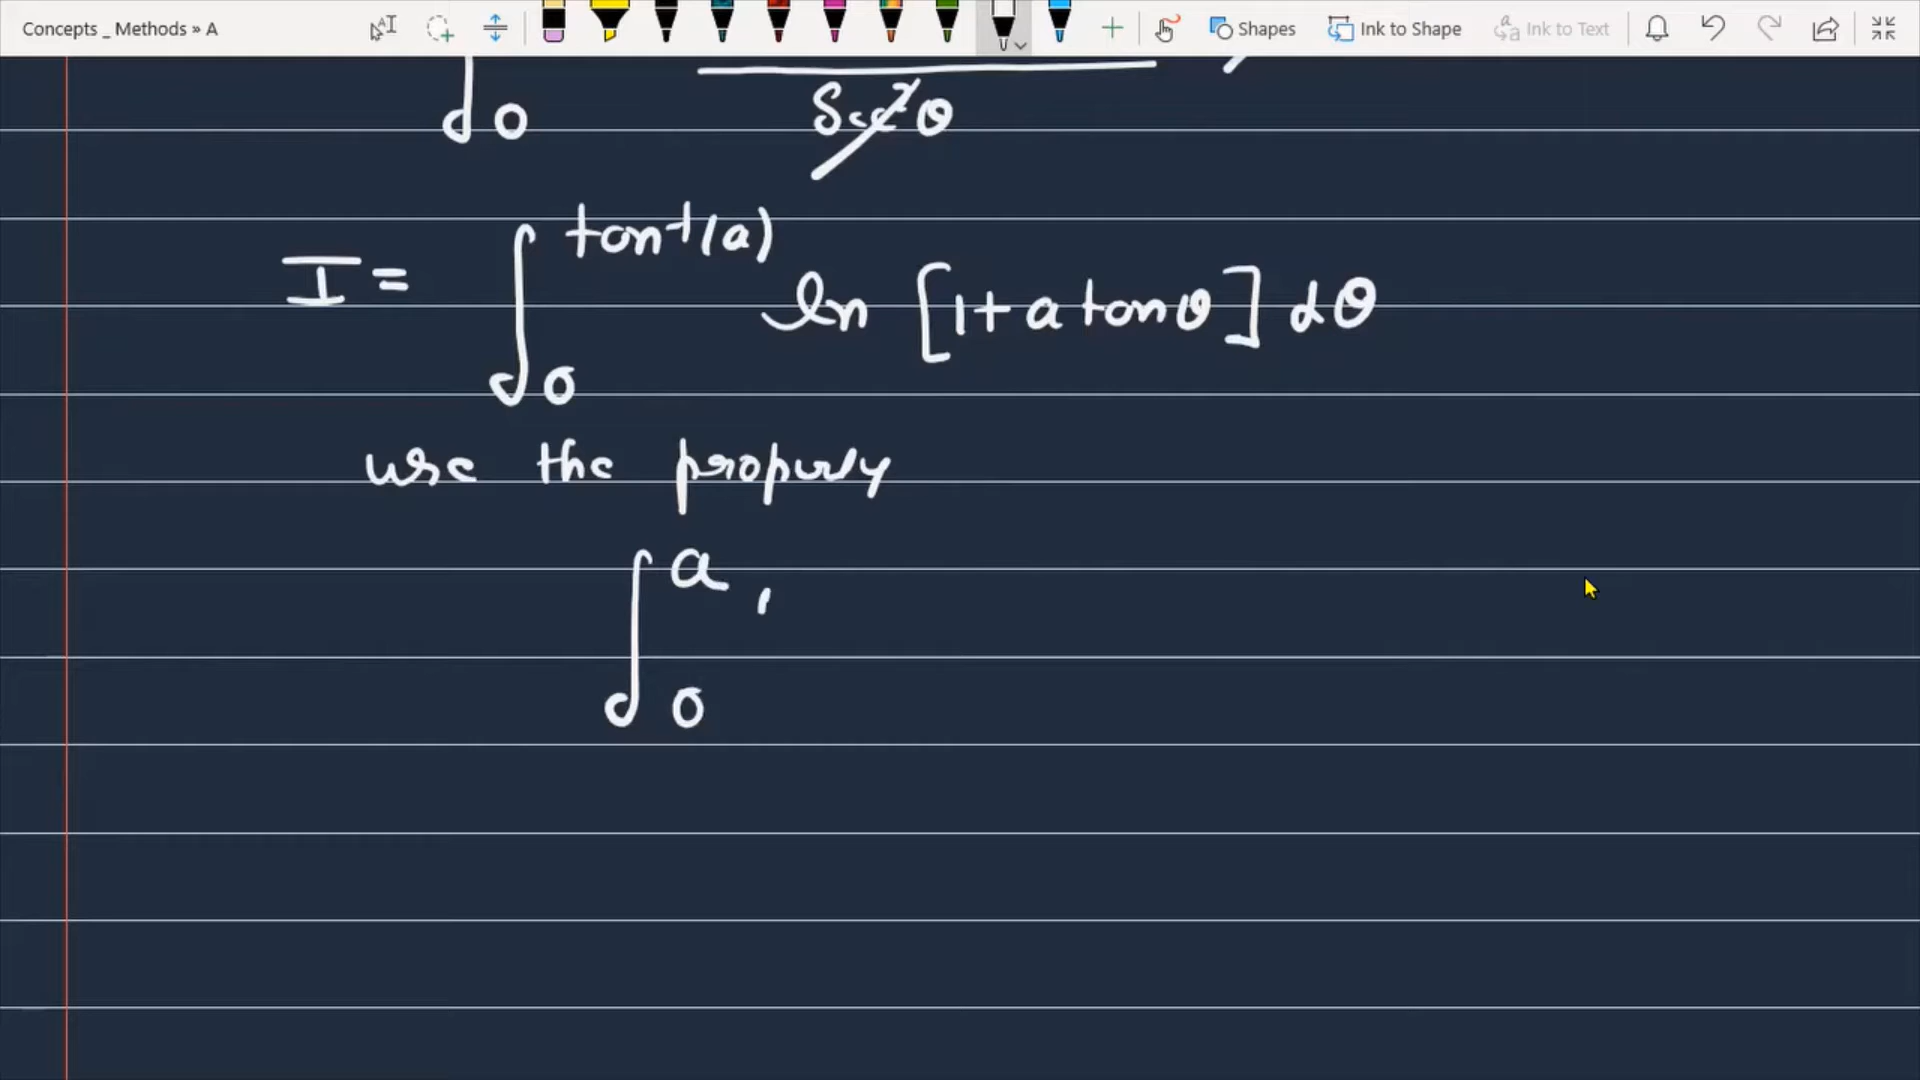 Concepts _ Methods » A
Shapes
Ink to Shape
Ink to Text
∫₀ Sec²θ
I = ∫₀^tan⁻¹(a) ln [1 + a tanθ] dθ
use the property
∫₀^a